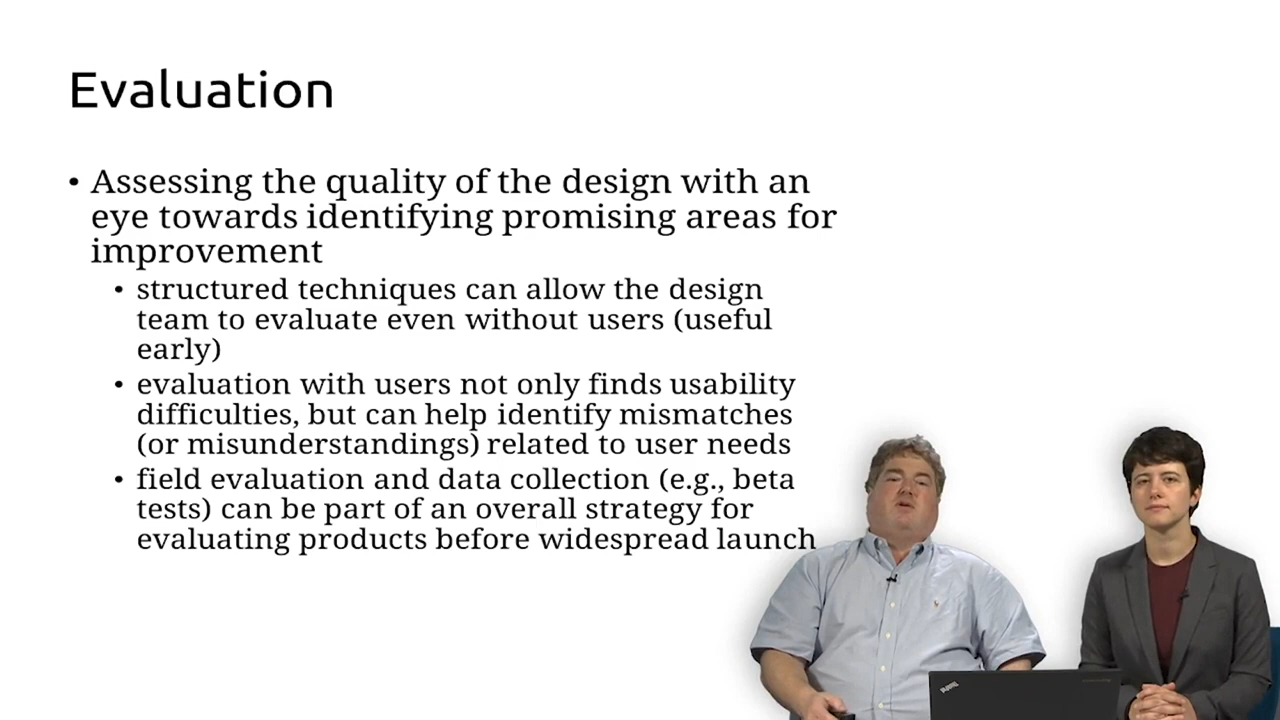 Evaluation
• Assessing the quality of the design with an
eye towards identifying promising areas for
improvement
• structured techniques can allow the design
team to evaluate even without users (useful
early)
• evaluation with users not only finds usability
difficulties, but can help identify mismatches
(or misunderstandings) related to user needs
• field evaluation and data collection (e.g., beta
tests) can be part of an overall strategy for
evaluating products before widespread launch